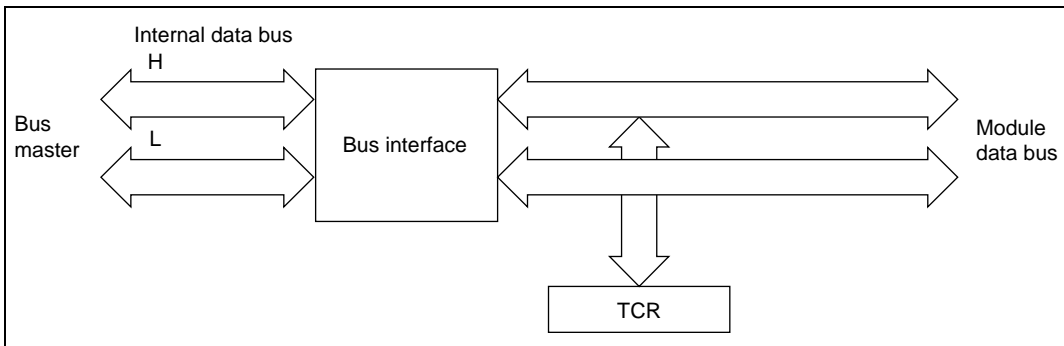 Internal data bus
H
Bus
master
L
Bus interface
Module
data bus
TCR